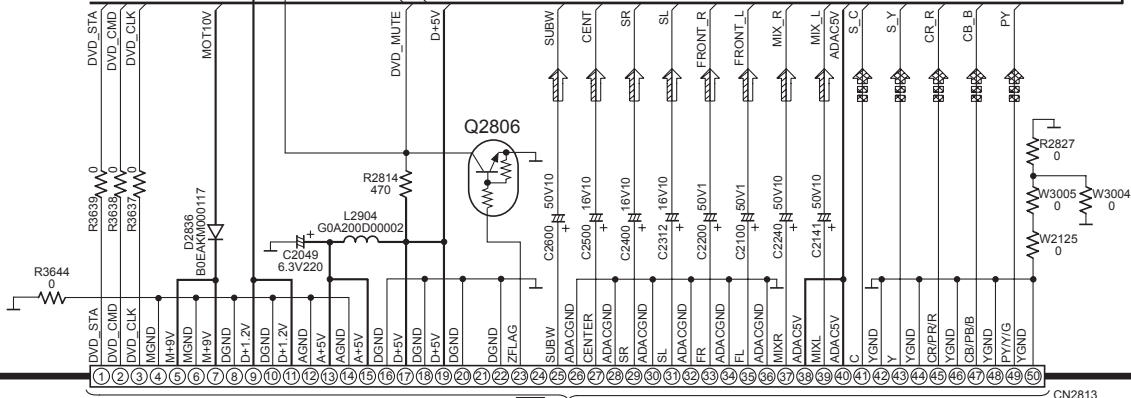 DVD_STA
DVD_CMD
DVD_CLK
MOT10V
DVD_MUTE
D+5V
SUBW
CENT
SR
SL
FRONT_R
FRONT_L
MIX_R
MIX_L
ADAC5V
S_C
S_Y
CR_R
CB_B
PY
Q2806
R3639 0
R3638 0
R3637 0
D2836
B0EAKM000117
R2814
470
L2904
G0A200D00002
C2049
6.3V220
C2600 50V10
C2500 16V10
C2400 16V10
C2312 16V10
C2200 50V1
C2100 50V1
C2240 50V10
C2141 50V10
R2827
0
W3005
0
W3004
0
W2125
0
R3644
0
DVD_STA
DVD_CMD
DVD_CLK
MGND
M+9V
MGND
M+9V
DGND
D+1.2V
DGND
D+1.2V
AGND
A+5V
AGND
A+5V
DGND
D+5V
DGND
D+5V
DGND
DGND
ZFLAG
SUBW
ADACGND
CENTER
ADACGND
SR
ADACGND
SL
ADACGND
FR
ADACGND
FL
ADACGND
MIXR
ADAC5V
MIXL
ADAC5V
C
YGND
Y
YGND
CR/PR/R
YGND
CB/PB/B
YGND
PY/Y/G
YGND
1 2 3 4 5 6 7 8 9 10 11 12 13 14 15 16 17 18 19 20 21 22 23 24 25 26 27 28 29 30 31 32 33 34 35 36 37 38 39 40 41 42 43 44 45 46 47 48 49 50
CN2813